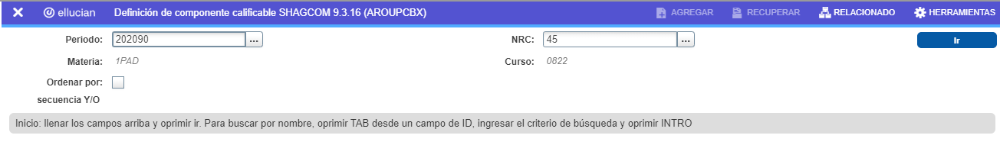 ✕ ellucian Definición de componente calificable SHAGCOM 9.3.16 (AROUPCBX) AGREGAR RECUPERAR RELACIONADO HERRAMIENTAS
Periodo: 202090 ... NRC: 45 ... Ir
Materia: 1PAD Curso: 0822
Ordenar por:
secuencia Y/O
Inicio: llenar los campos arriba y oprimir ir. Para buscar por nombre, oprimir TAB desde un campo de ID, ingresar el criterio de búsqueda y oprimir INTRO